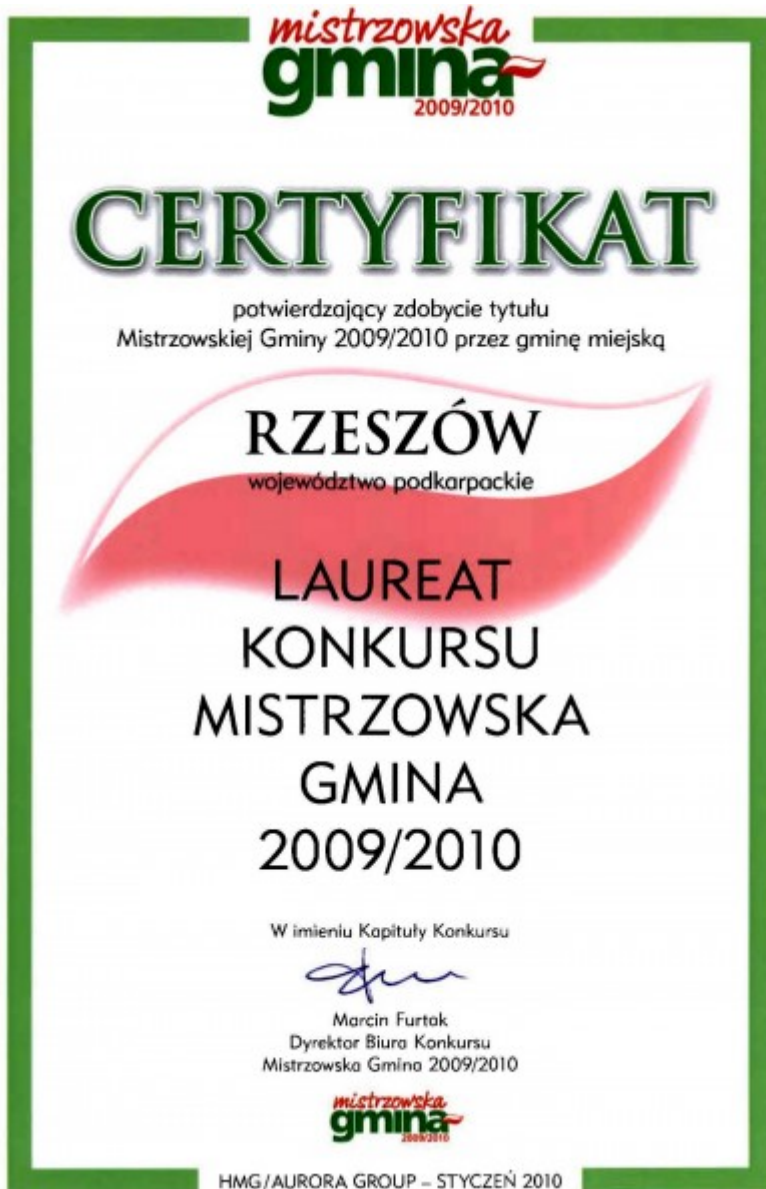 mistrzowska
gmina
2009/2010
CERTYFIKAT
potwierdzający zdobycie tytułu
Mistrzowskiej Gminy 2009/2010 przez gminę miejską
RZESZÓW
województwo podkarpackie
LAUREAT
KONKURSU
MISTRZOWSKA
GMINA
2009/2010
W imieniu Kapituły Konkursu
Marcin Furtak
Dyrektor Biura Konkursu
Mistrzowska Gmina 2009/2010
mistrzowska
gmina
2009/2010
HMG/AURORA GROUP – STYCZEŃ 2010